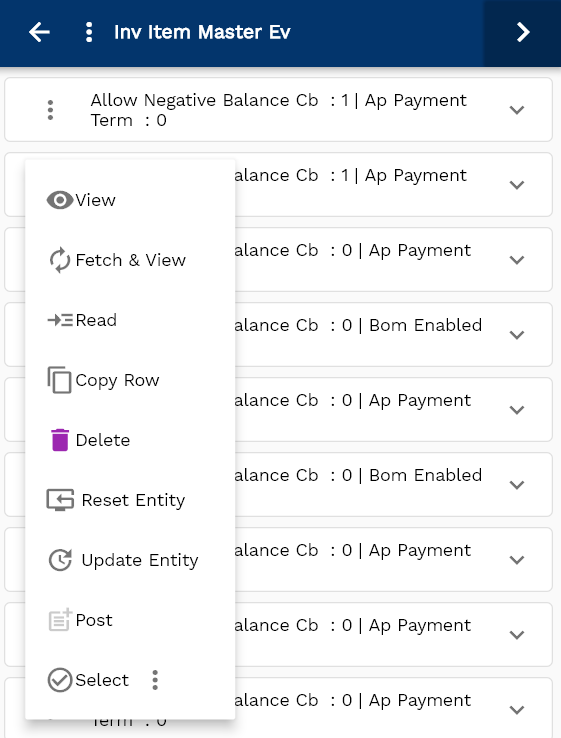 Inv Item Master Ev
Allow Negative Balance Cb : 1 | Ap Payment
Term : 0
alance Cb : 1 | Ap Payment
View
alance Cb : 0 | Ap Payment
Fetch & View
Read
alance Cb : 0 | Bom Enabled
Copy Row
alance Cb : 0 | Ap Payment
Delete
alance Cb : 0 | Bom Enabled
Reset Entity
alance Cb : 0 | Ap Payment
Update Entity
Post
alance Cb : 0 | Ap Payment
Select
alance Cb : 0 | Ap Payment
Term : 0